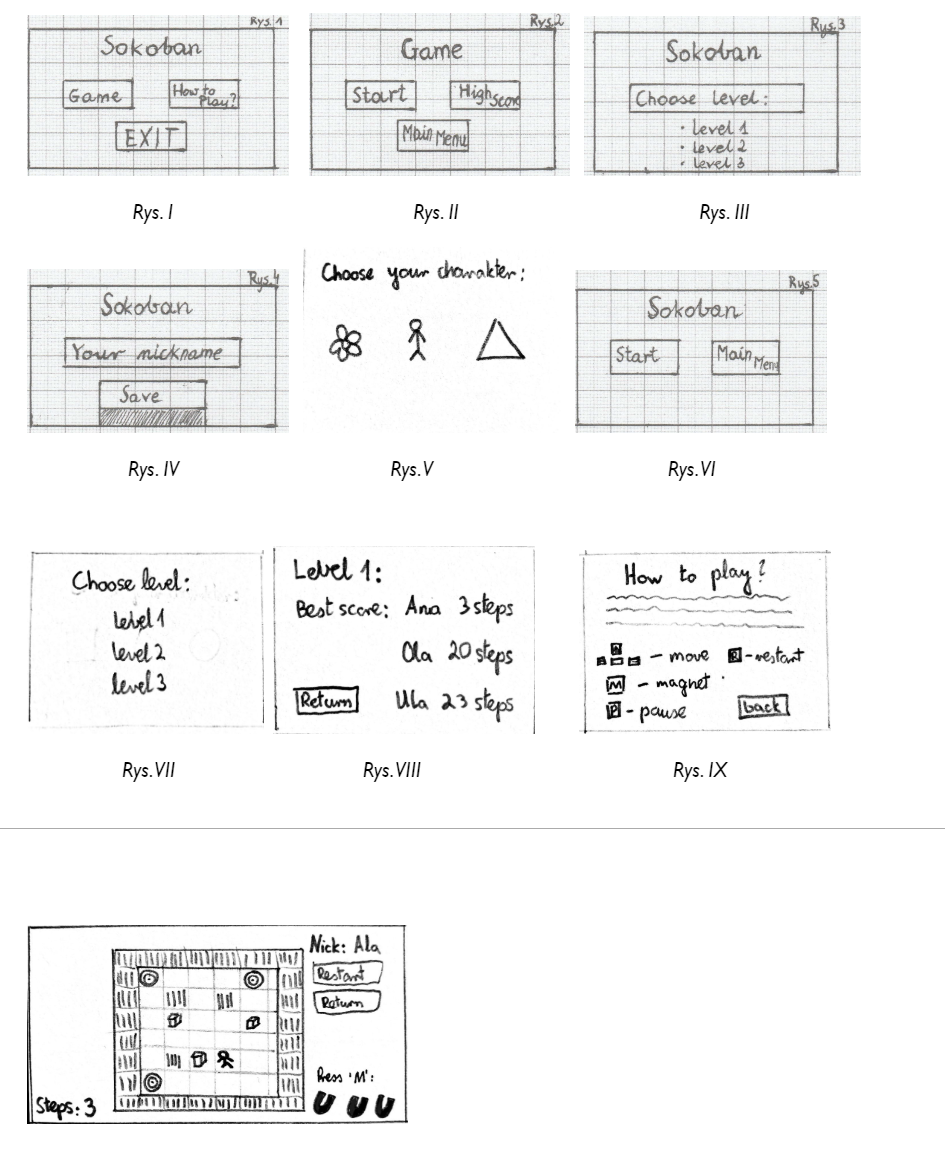 Rys. 1
Sokoban
Game
How to
play?
EXIT
Rys. I
Rys. 2
Game
Start
High
Score
Main Menu
Rys. II
Rys. 3
Sokoban
Choose level:
• Level 1
• Level 2
• Level 3
Rys. III
Rys. 4
Sokoban
Your nickname
Save
Rys. IV
Choose your charakter:
Rys. V
Rys. 5
Sokoban
Start
Main Menu
Rys. VI
Choose level:
level 1
level 2
level 3
Rys. VII
Level 1:
Best score: Ana 3 steps
Ola 20 steps
Return
Ula 23 steps
Rys. VIII
How to play?
W
- move
R - restart
M - magnet
P - pause
back
Rys. IX
Nick: Ala
Restart
Return
Press 'M':
Steps: 3